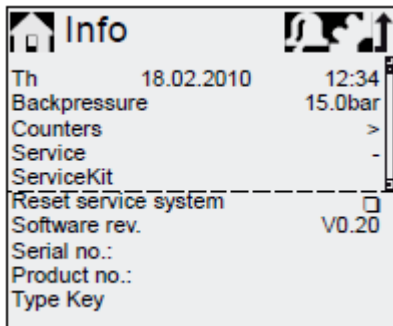 Info
Th 18.02.2010 12:34
Backpressure 15.0bar
Counters >
Service -
ServiceKit
Reset service system
Software rev. V0.20
Serial no.:
Product no.:
Type Key